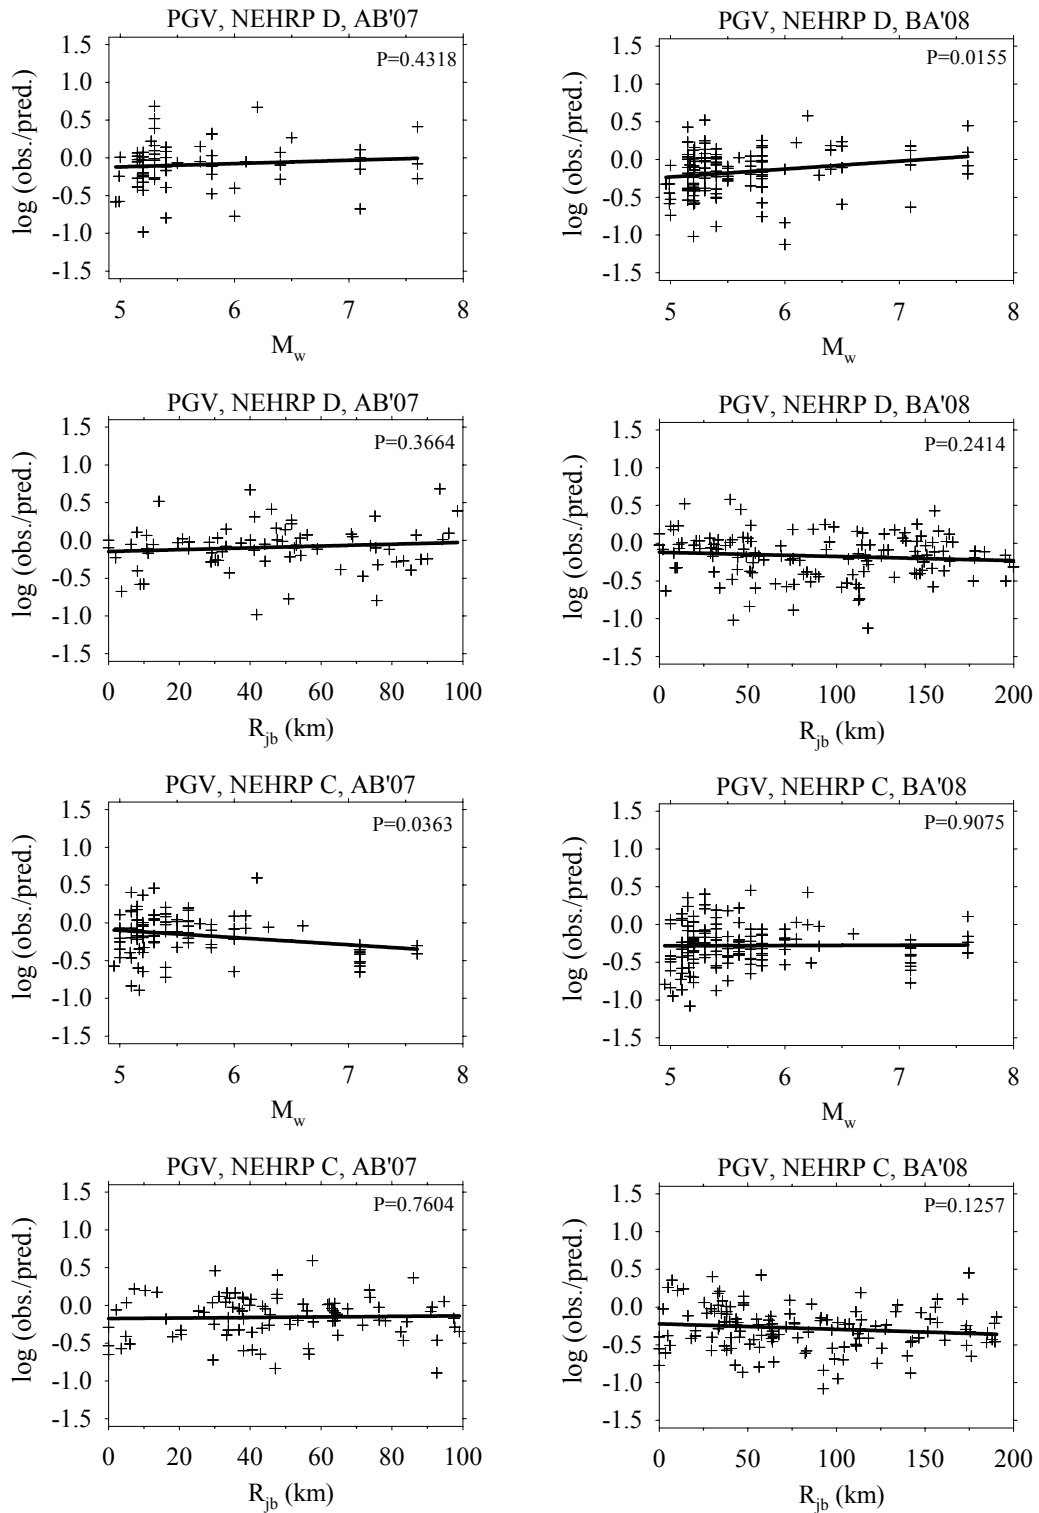 PGV, NEHRP D, AB'07
P=0.4318
log (obs./pred.)
1.5
1.0
0.5
0.0
-0.5
-1.0
-1.5
5 6 7 8
M_w
PGV, NEHRP D, BA'08
P=0.0155
log (obs./pred.)
1.5
1.0
0.5
0.0
-0.5
-1.0
-1.5
5 6 7 8
M_w
PGV, NEHRP D, AB'07
P=0.3664
log (obs./pred.)
1.5
1.0
0.5
0.0
-0.5
-1.0
-1.5
0 20 40 60 80 100
R_jb (km)
PGV, NEHRP D, BA'08
P=0.2414
log (obs./pred.)
1.5
1.0
0.5
0.0
-0.5
-1.0
-1.5
0 50 100 150 200
R_jb (km)
PGV, NEHRP C, AB'07
P=0.0363
log (obs./pred.)
1.5
1.0
0.5
0.0
-0.5
-1.0
-1.5
5 6 7 8
M_w
PGV, NEHRP C, BA'08
P=0.9075
log (obs./pred.)
1.5
1.0
0.5
0.0
-0.5
-1.0
-1.5
5 6 7 8
M_w
PGV, NEHRP C, AB'07
P=0.7604
log (obs./pred.)
1.5
1.0
0.5
0.0
-0.5
-1.0
-1.5
0 20 40 60 80 100
R_jb (km)
PGV, NEHRP C, BA'08
P=0.1257
log (obs./pred.)
1.5
1.0
0.5
0.0
-0.5
-1.0
-1.5
0 50 100 150 200
R_jb (km)